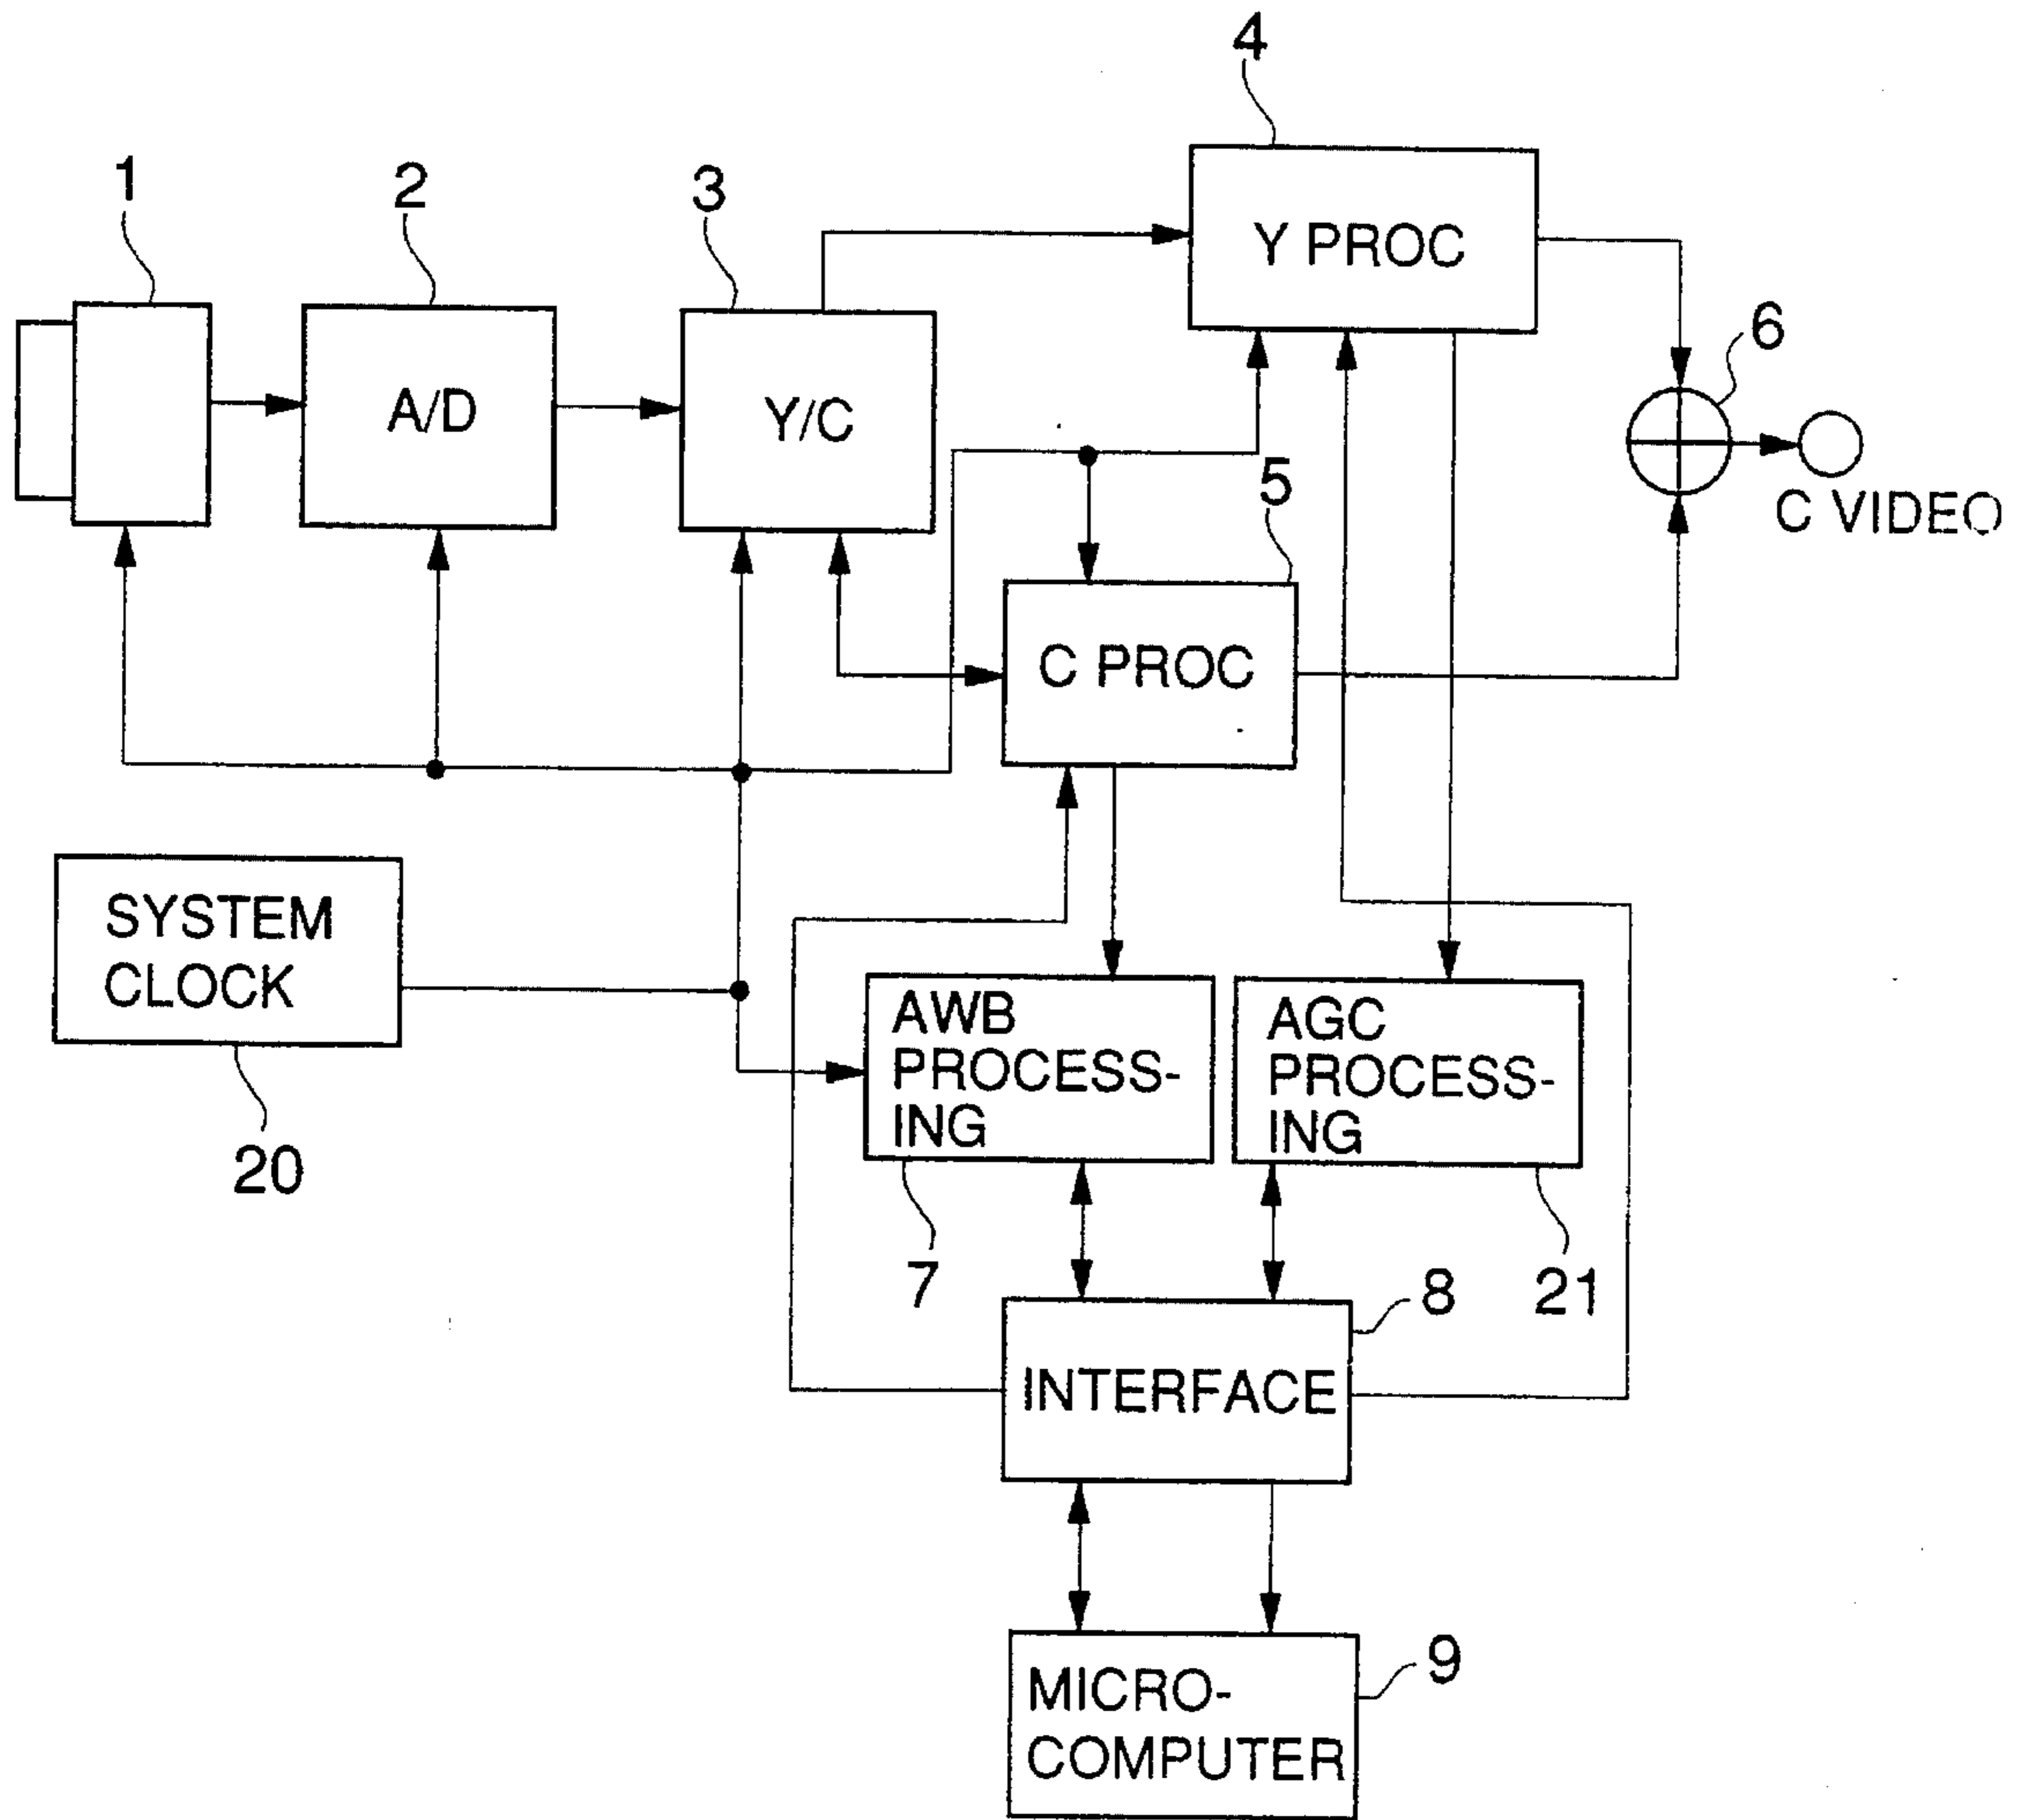 4
1
2
3
Y PROC
6
A/D
Y/C
5
C VIDEO
C PROC
SYSTEM
CLOCK
20
AWB
PROCESS-
ING
AGC
PROCESS-
ING
7
8
21
INTERFACE
9
MICRO-
COMPUTER